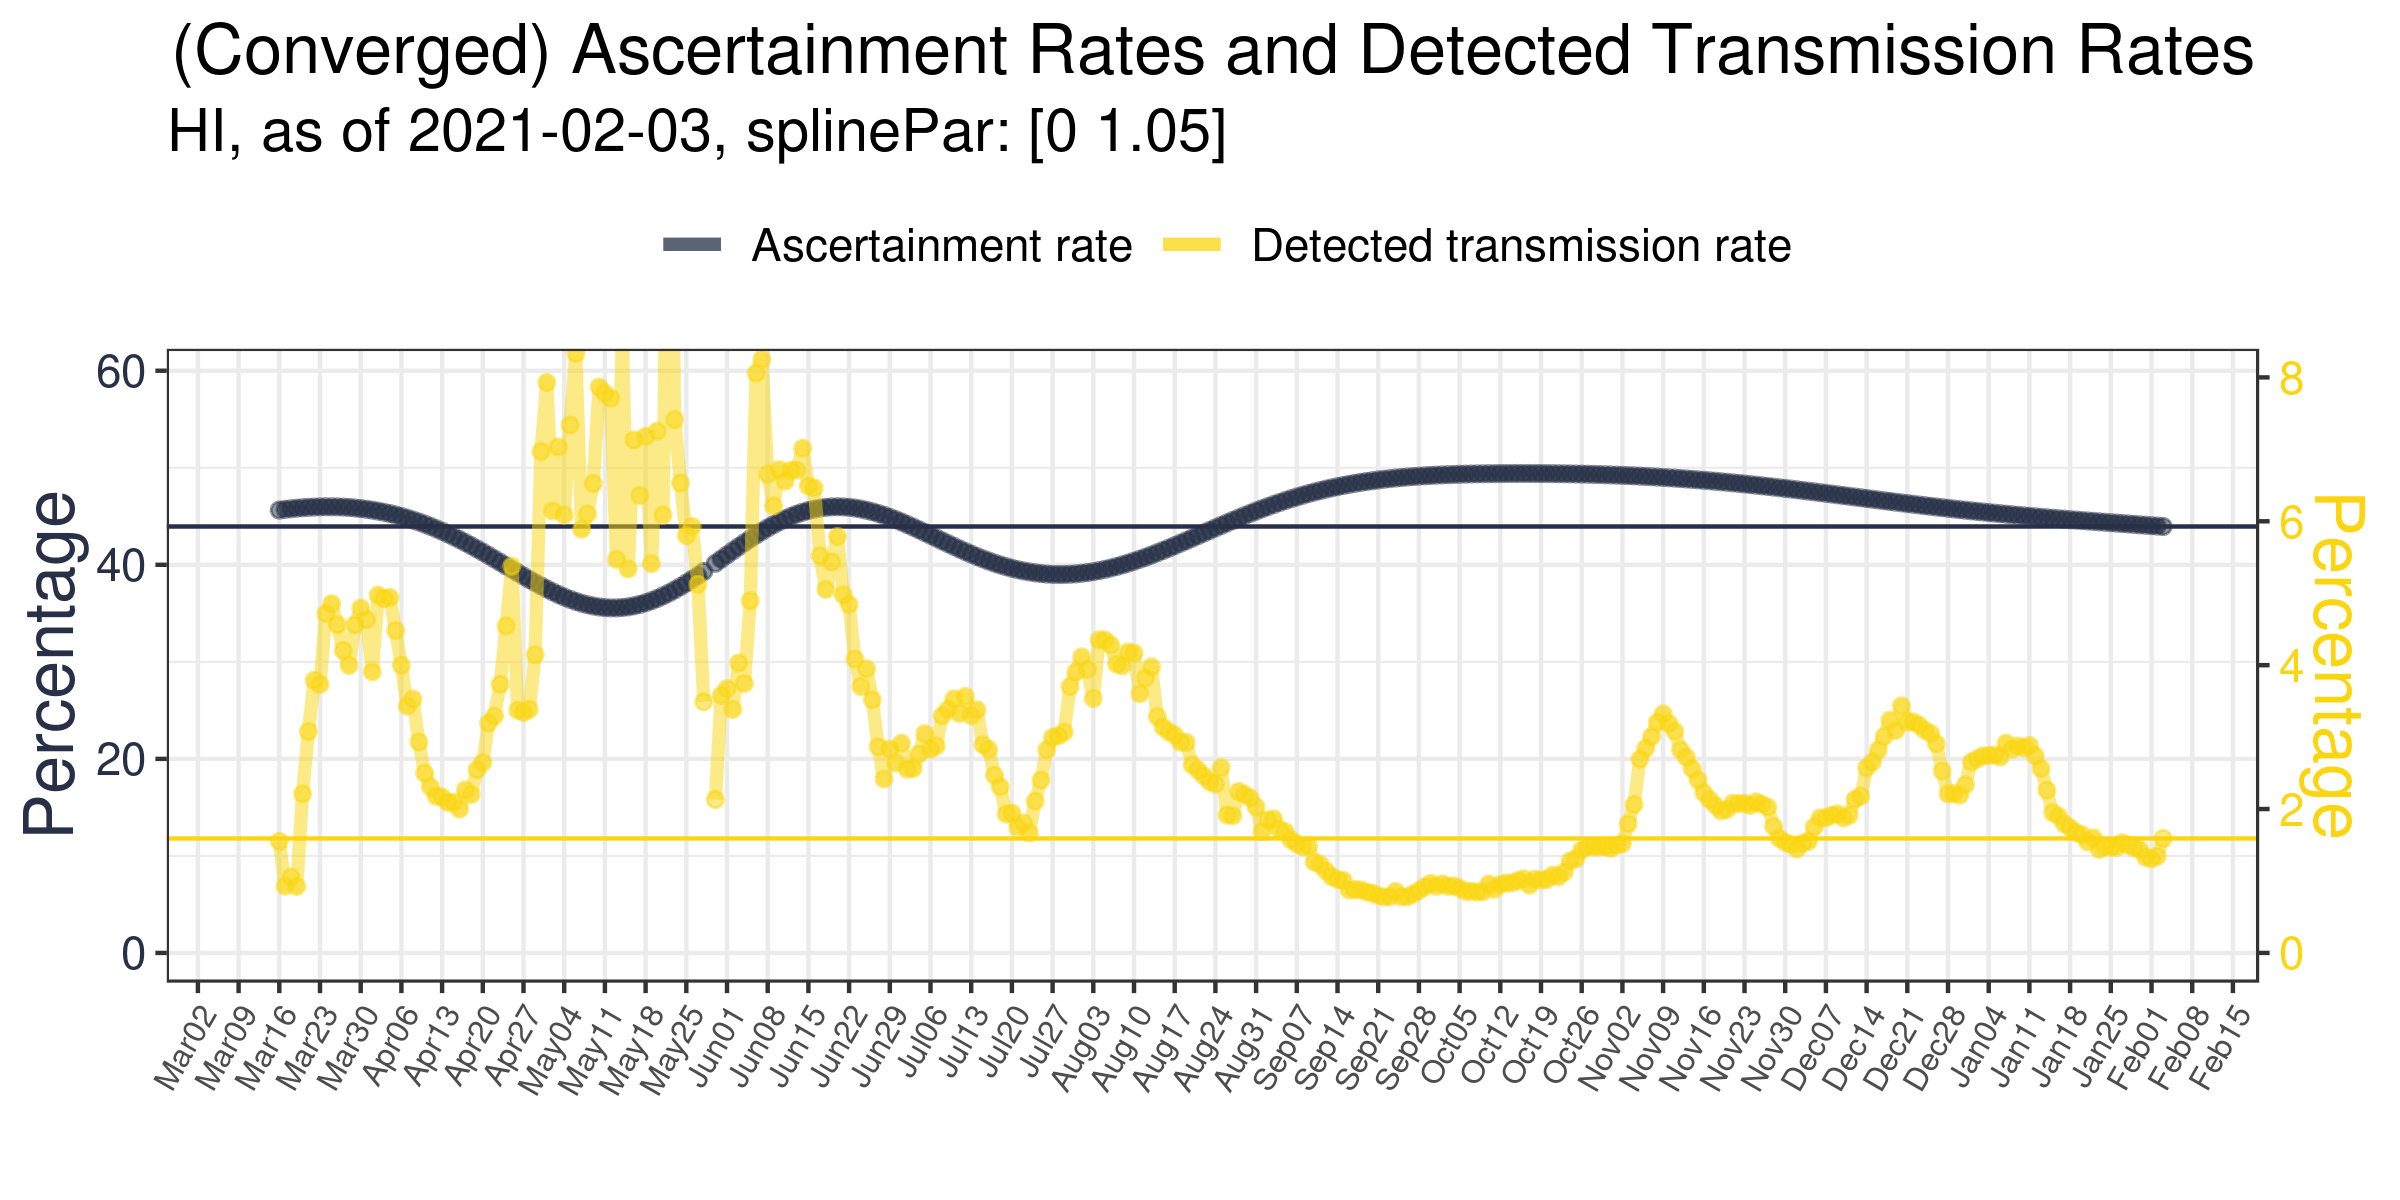 (Converged) Ascertainment Rates and Detected Transmission Rates
HI, as of 2021-02-03, splinePar: [0 1.05]
Ascertainment rate
Detected transmission rate
Percentage
60
40
20
0
8
6
4
2
0
Percentage
Mar02
Mar09
Mar16
Mar23
Mar30
Apr06
Apr13
Apr20
Apr27
May04
May11
May18
May25
Jun01
Jun08
Jun15
Jun22
Jun29
Jul06
Jul13
Jul20
Jul27
Aug03
Aug10
Aug17
Aug24
Aug31
Sep07
Sep14
Sep21
Sep28
Oct05
Oct12
Oct19
Oct26
Nov02
Nov09
Nov16
Nov23
Nov30
Dec07
Dec14
Dec21
Dec28
Jan04
Jan11
Jan18
Jan25
Feb01
Feb08
Feb15